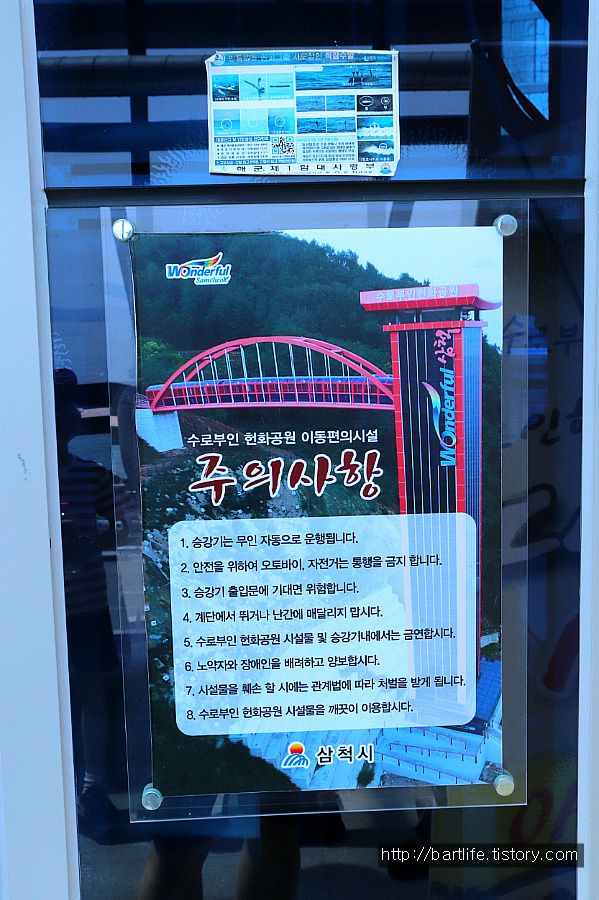 해군제1함대사령부
Wonderful
Samcheok
수로부인헌화공원
Wonderful 삼척
수로부인 헌화공원 이동편의시설
주의사항
1. 승강기는 무인 자동으로 운행됩니다.
2. 안전을 위하여 오토바이, 자전거는 통행을 금지 합니다.
3. 승강기 출입문에 기대면 위험합니다.
4. 계단에서 뛰거나 난간에 매달리지 맙시다.
5. 수로부인 헌화공원 시설물 및 승강기내에서는 금연합시다.
6. 노약자와 장애인을 배려하고 양보합시다.
7. 시설물을 훼손 할 시에는 관계법에 따라 처벌을 받게 됩니다.
8. 수로부인 헌화공원 시설물을 깨끗이 이용합시다.
삼척시
http://bartlife.tistory.com